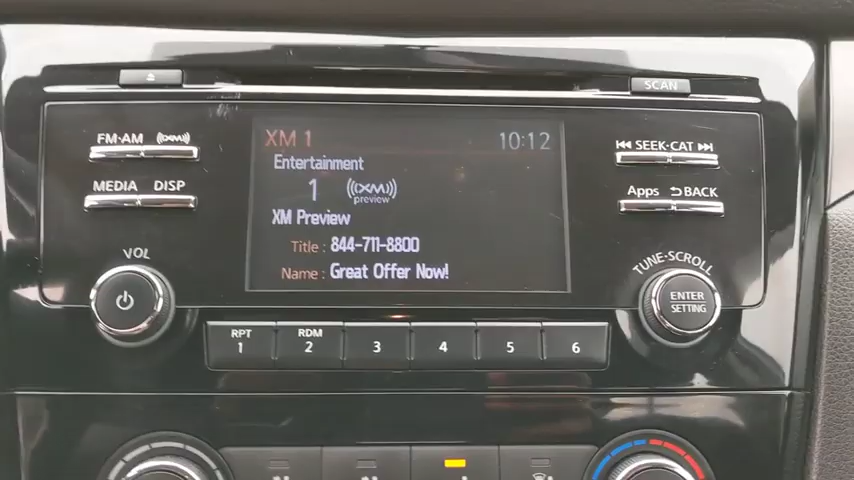 SCAN
FM·AM ((XM))
MEDIA DISP
VOL
XM 1 10:12
Entertainment
1 ((XM))
preview
XM Preview
Title : 844-711-8800
Name : Great Offer Now!
SEEK·CAT
Apps BACK
TUNE·SCROLL
ENTER
SETTING
RPT RDM
1 2 3 4 5 6